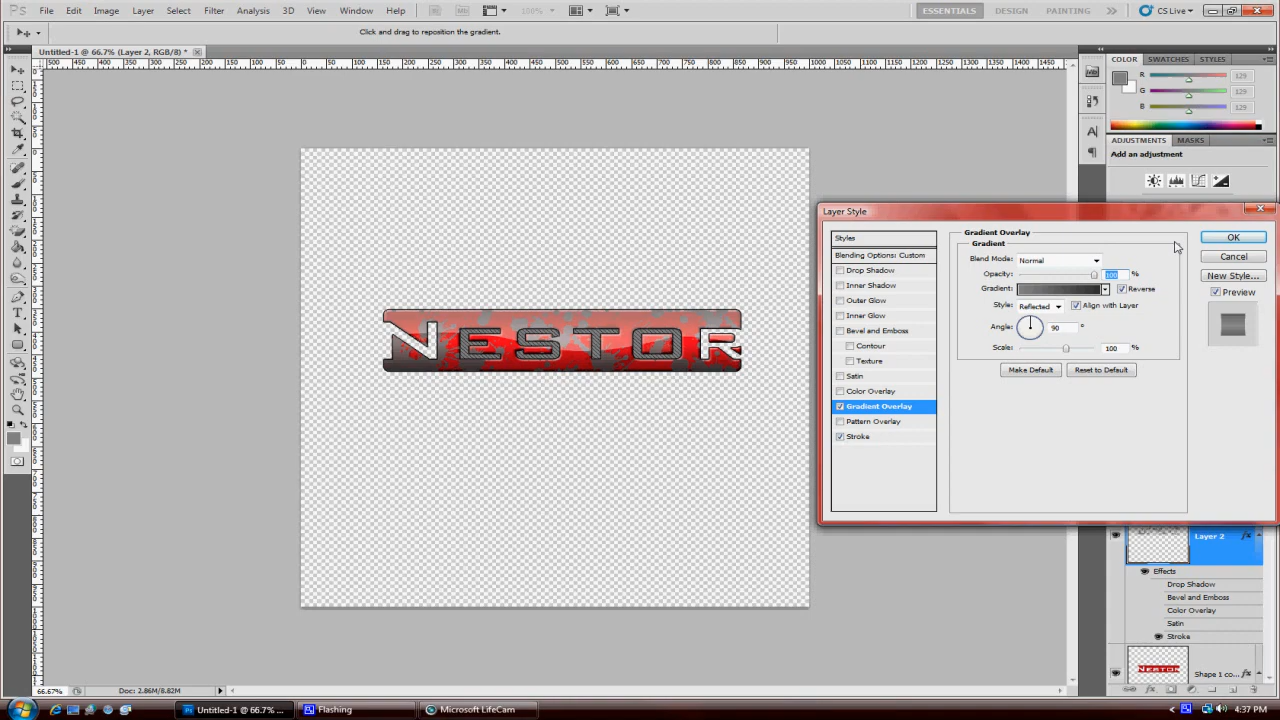 PS File Edit Image Layer Select Filter Analysis 3D View Window Help 100% ESSENTIALS DESIGN PAINTING CS Live
Click and drag to reposition the gradient.
Untitled-1 @ 66.7% (Layer 2, RGB/8) *
COLOR SWATCHES STYLES
R 129
G 129
B 129
ADJUSTMENTS MASKS
Add an adjustment
NESTOR
Layer Style
Styles
Blending Options: Custom
Drop Shadow
Inner Shadow
Outer Glow
Inner Glow
Bevel and Emboss
Contour
Texture
Satin
Color Overlay
Gradient Overlay
Pattern Overlay
Stroke
Gradient Overlay
Gradient
Blend Mode: Normal
Opacity: 100 %
Gradient: Reverse
Style: Reflected Align with Layer
Angle: 90 °
Scale: 100 %
Make Default Reset to Default
OK
Cancel
New Style...
Preview
Layer 2 fx
Effects
Drop Shadow
Bevel and Emboss
Color Overlay
Satin
Stroke
NESTOR
Shape 1 co... fx
66.67% Doc: 2.86M/8.82M
Untitled-1 @ 66.7% ... Flashing Microsoft LifeCam 4:37 PM